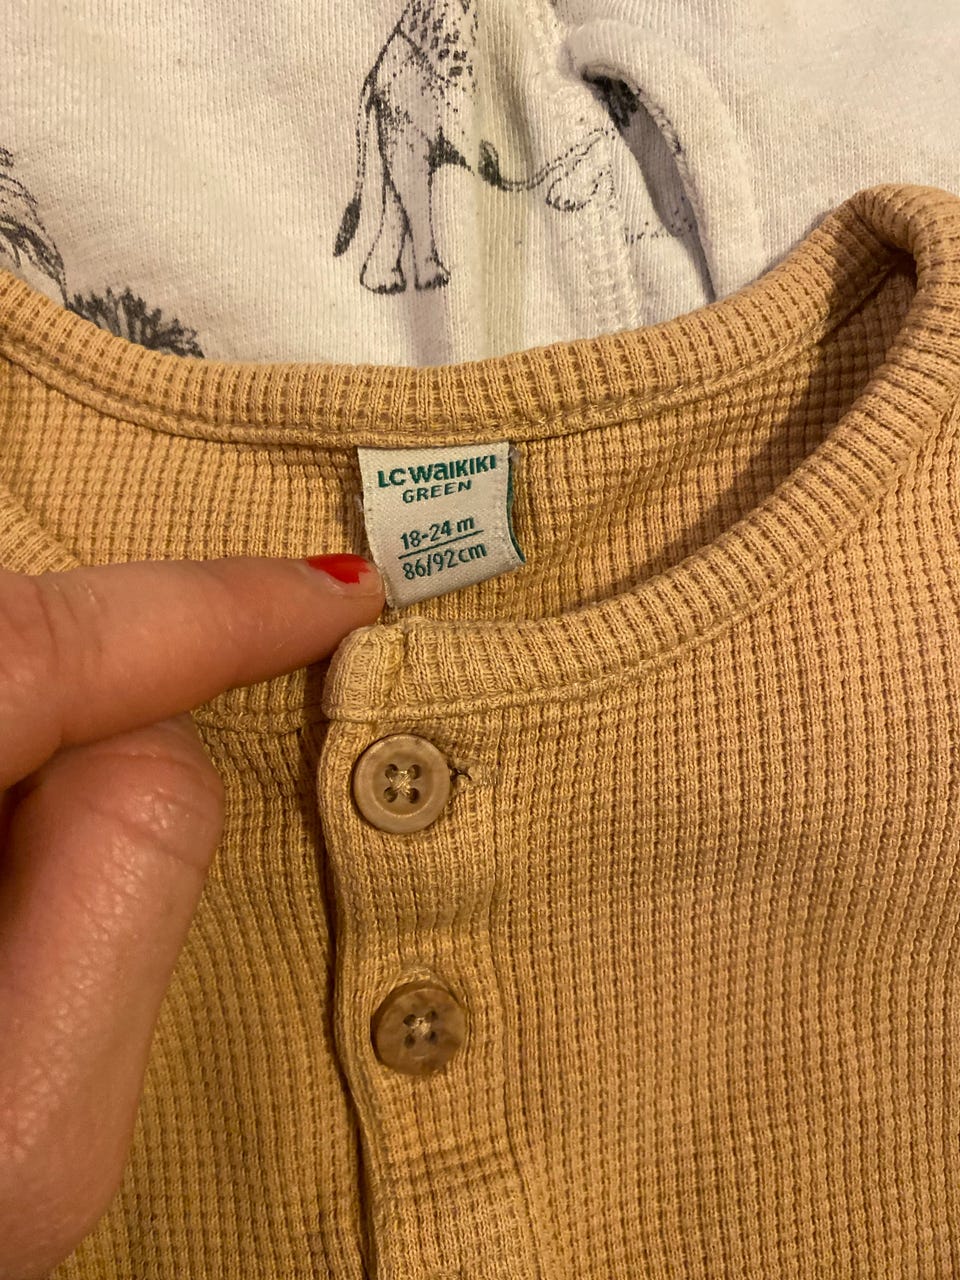 LC WAIKIKI
GREEN
18-24 m
86/92cm